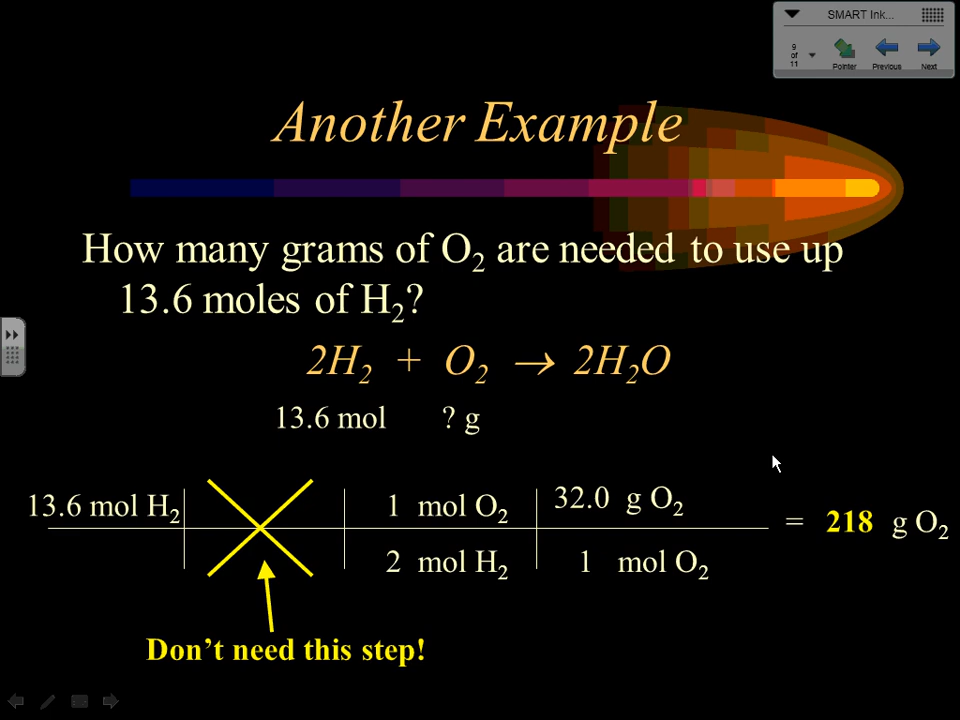 SMART Ink...
9
of
11
Pointer Previous Next
Another Example
How many grams of O₂ are needed to use up
13.6 moles of H₂?
2H₂ + O₂ → 2H₂O
13.6 mol ? g
13.6 mol H₂ 1 mol O₂ 32.0 g O₂
= 218 g O₂
2 mol H₂ 1 mol O₂
Don’t need this step!